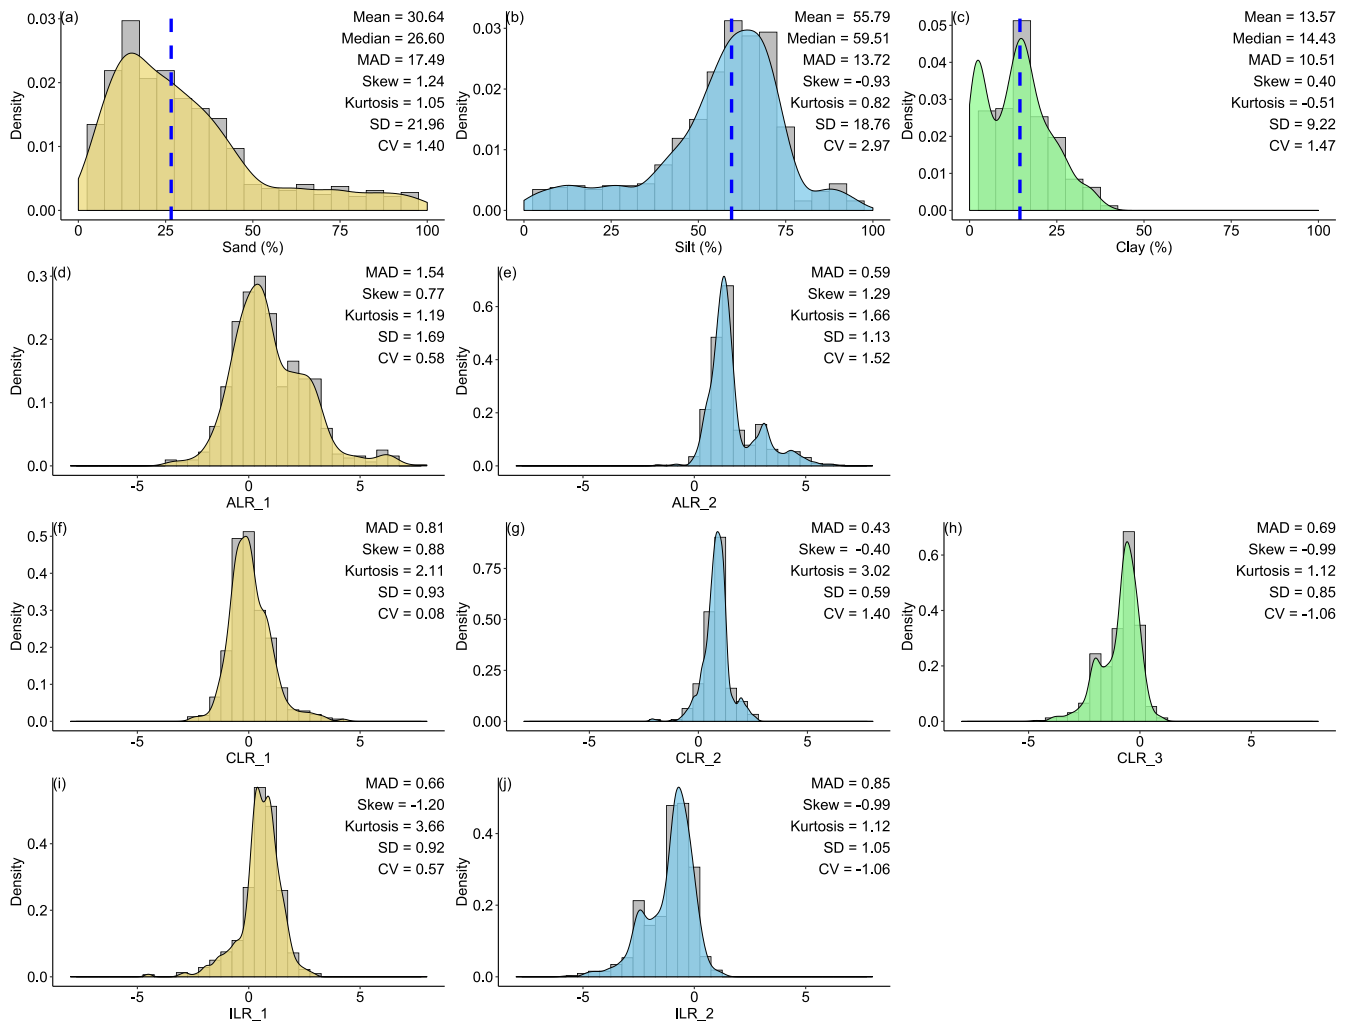 (a)
Mean = 30.64
Median = 26.60
MAD = 17.49
Skew = 1.24
Kurtosis = 1.05
SD = 21.96
CV = 1.40
0.03
0.02
0.01
0.00
Density
0 25 50 75 100
Sand (%)
(b)
Mean = 55.79
Median = 59.51
MAD = 13.72
Skew = -0.93
Kurtosis = 0.82
SD = 18.76
CV = 2.97
0.03
0.02
0.01
0.00
Density
0 25 50 75 100
Silt (%)
(c)
Mean = 13.57
Median = 14.43
MAD = 10.51
Skew = 0.40
Kurtosis = -0.51
SD = 9.22
CV = 1.47
0.05
0.04
0.03
0.02
0.01
0.00
Density
0 25 50 75 100
Clay (%)
(d)
MAD = 1.54
Skew = 0.77
Kurtosis = 1.19
SD = 1.69
CV = 0.58
0.3
0.2
0.1
0.0
Density
-5 0 5
ALR_1
(e)
MAD = 0.59
Skew = 1.29
Kurtosis = 1.66
SD = 1.13
CV = 1.52
0.6
0.4
0.2
0.0
Density
-5 0 5
ALR_2
(f)
MAD = 0.81
Skew = 0.88
Kurtosis = 2.11
SD = 0.93
CV = 0.08
0.5
0.4
0.3
0.2
0.1
0.0
Density
-5 0 5
CLR_1
(g)
MAD = 0.43
Skew = -0.40
Kurtosis = 3.02
SD = 0.59
CV = 1.40
0.75
0.50
0.25
0.00
Density
-5 0 5
CLR_2
(h)
MAD = 0.69
Skew = -0.99
Kurtosis = 1.12
SD = 0.85
CV = -1.06
0.6
0.4
0.2
0.0
Density
-5 0 5
CLR_3
(i)
MAD = 0.66
Skew = -1.20
Kurtosis = 3.66
SD = 0.92
CV = 0.57
0.4
0.2
0.0
Density
-5 0 5
ILR_1
(j)
MAD = 0.85
Skew = -0.99
Kurtosis = 1.12
SD = 1.05
CV = -1.06
0.4
0.2
0.0
Density
-5 0 5
ILR_2